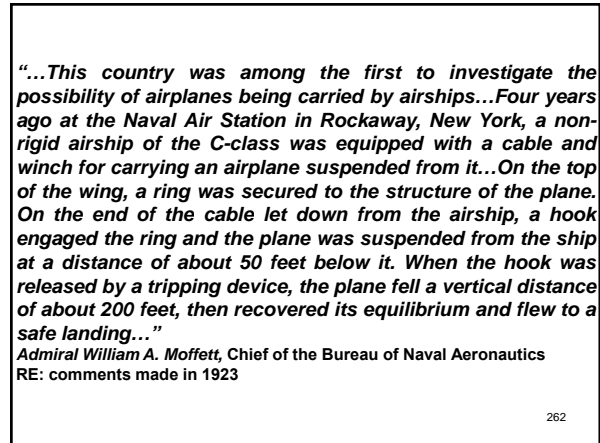 “…This country was among the first to investigate the
possibility of airplanes being carried by airships…Four years
ago at the Naval Air Station in Rockaway, New York, a non-
rigid airship of the C-class was equipped with a cable and
winch for carrying an airplane suspended from it…On the top
of the wing, a ring was secured to the structure of the plane.
On the end of the cable let down from the airship, a hook
engaged the ring and the plane was suspended from the ship
at a distance of about 50 feet below it. When the hook was
released by a tripping device, the plane fell a vertical distance
of about 200 feet, then recovered its equilibrium and flew to a
safe landing…”
Admiral William A. Moffett, Chief of the Bureau of Naval Aeronautics
RE: comments made in 1923
262